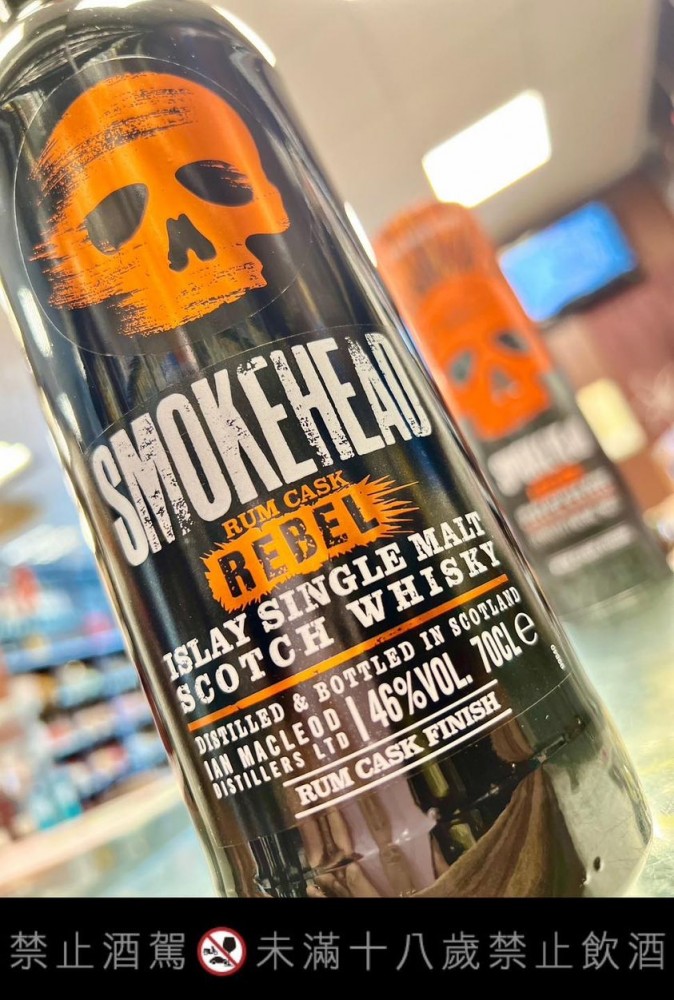 SMOKEHEAD
RUM CASK
REBEL
ISLAY SINGLE MALT
SCOTCH WHISKY
DISTILLED & BOTTLED IN SCOTLAND
IAN MACLEOD
DISTILLERS LTD | 46%VOL. 70CL e
RUM CASK FINISH
SMOKEHEAD
禁止酒駕 未滿十八歲禁止飲酒